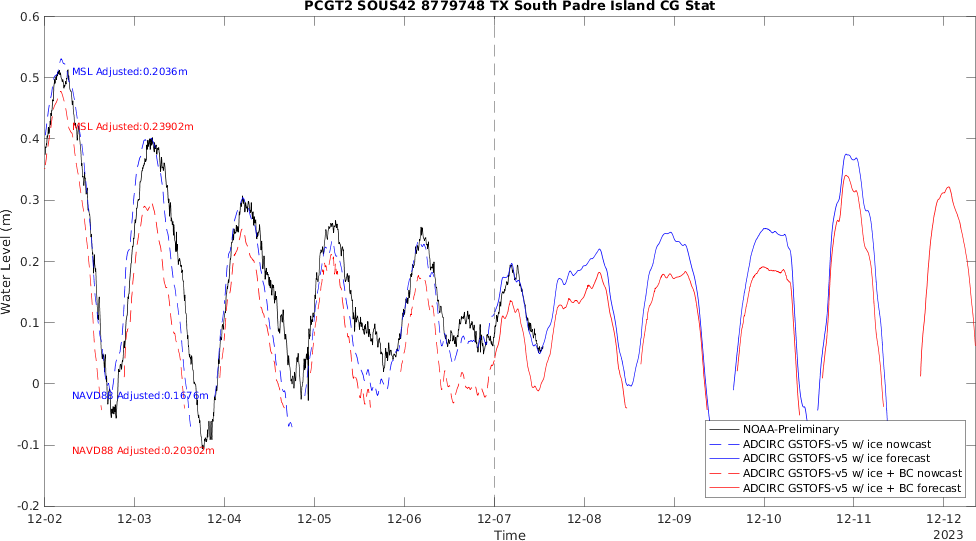 PCGT2 SOUS42 8779748 TX South Padre Island CG Stat
0.6
0.5
0.4
0.3
0.2
0.1
0
-0.1
-0.2
Water Level (m)
MSL Adjusted:0.2036m
MSL Adjusted:0.23902m
NAVD88 Adjusted:0.1676m
NAVD88 Adjusted:0.20302m
NOAA-Preliminary
ADCIRC GSTOFS-v5 w/ ice nowcast
ADCIRC GSTOFS-v5 w/ ice forecast
ADCIRC GSTOFS-v5 w/ ice + BC nowcast
ADCIRC GSTOFS-v5 w/ ice + BC forecast
12-02 12-03 12-04 12-05 12-06 12-07 12-08 12-09 12-10 12-11 12-12
Time
2023